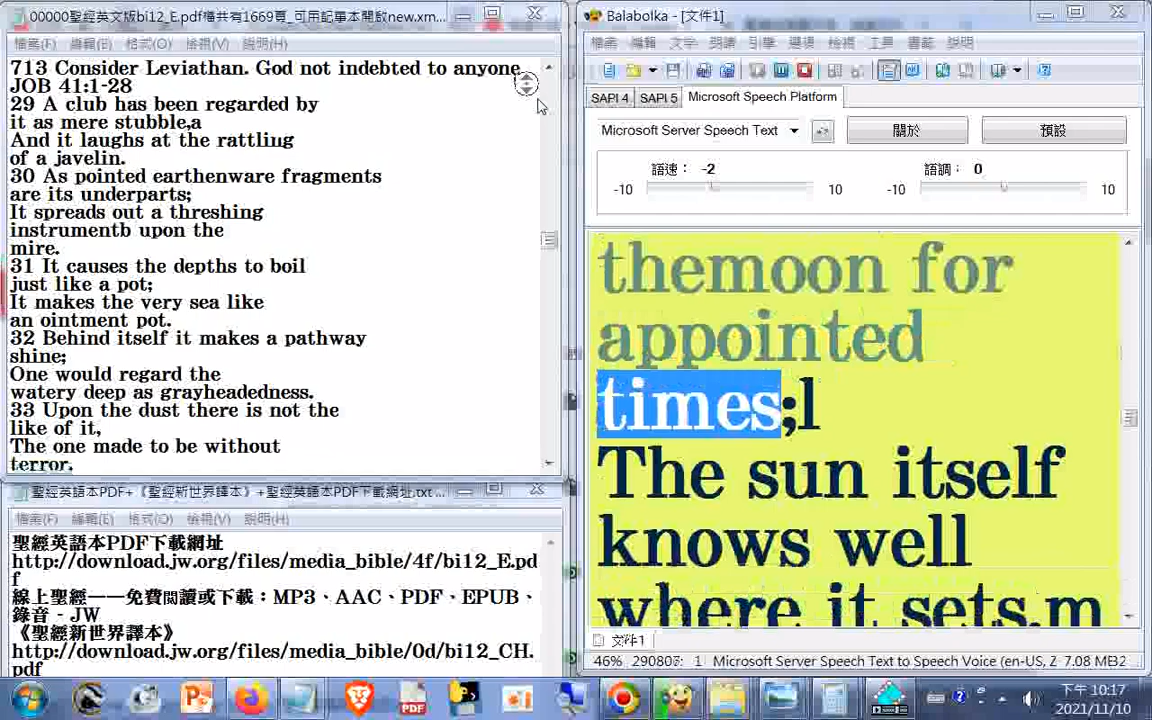 00000聖經英文版bi12_E.pdf檔共有1669頁_可用記事本開啟new.xm...
檔案(F) 編輯(E) 格式(O) 檢視(V) 說明(H)
713 Consider Leviathan. God not indebted to anyone
JOB 41:1-28
29 A club has been regarded by
it as mere stubble,a
And it laughs at the rattling
of a javelin.
30 As pointed earthenware fragments
are its underparts;
It spreads out a threshing
instrumentb upon the
mire.
31 It causes the depths to boil
just like a pot;
It makes the very sea like
an ointment pot.
32 Behind itself it makes a pathway
shine;
One would regard the
watery deep as grayheadedness.
33 Upon the dust there is not the
like of it,
The one made to be without
terror.
聖經英語本PDF+《聖經新世界譯本》+聖經英語本PDF下載網址.txt ...
檔案(F) 編輯(E) 格式(O) 檢視(V) 說明(H)
聖經英語本PDF下載網址
http://download.jw.org/files/media_bible/4f/bi12_E.pd
f
線上聖經——免費閱讀或下載：MP3、AAC、PDF、EPUB、
錄音 - JW
《聖經新世界譯本》
http://download.jw.org/files/media_bible/0d/bi12_CH.
pdf
Balabolka - [文件1]
檔案 編輯 文字 朗讀 引擎 選項 檢視 工具 書籤 說明
SAPI 4 SAPI 5 Microsoft Speech Platform
Microsoft Server Speech Text 關於 預設
語速： -2 語調： 0
-10 10 -10 10
themoon for
appointed
times;l
The sun itself
knows well
where it sets.m
文件1
46% 290807: 1 Microsoft Server Speech Text to Speech Voice (en-US, Z 7.08 MB2
PDF
下午 10:17
2021/11/10